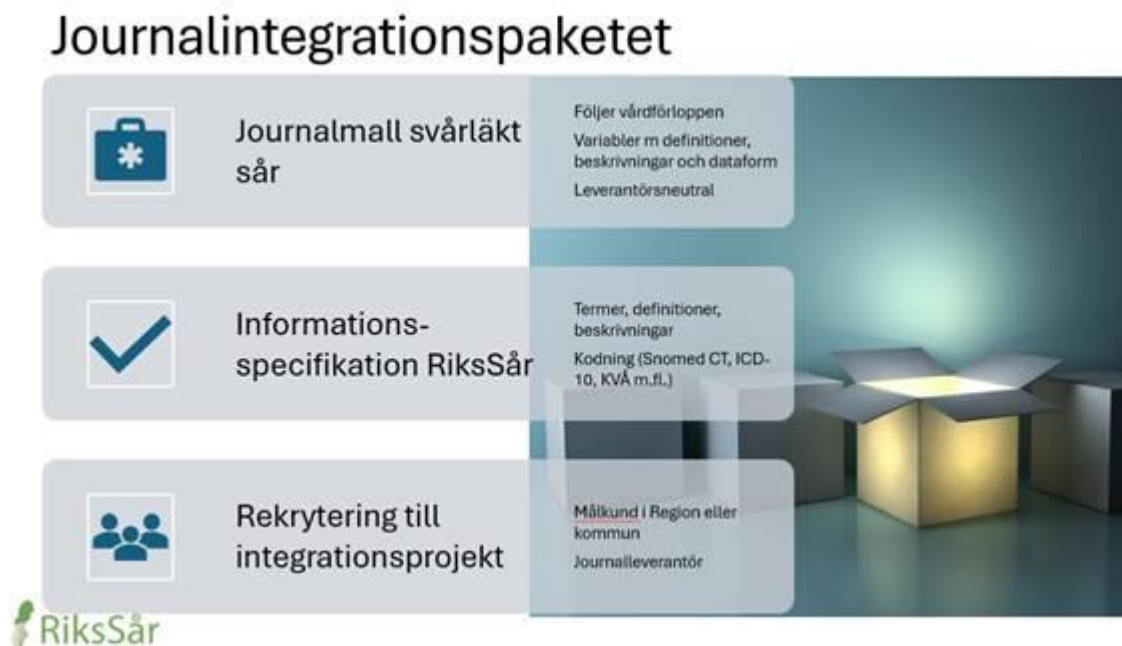 Journalintegrationspaketet
Journalmall svårläkt
sår
Följer vårdförloppen
Variabler m definitioner,
beskrivningar och dataform
Leverantörsneutral
Informations-
specifikation RiksSår
Termer, definitioner,
beskrivningar
Kodning (Snomed CT, ICD-
10, KVÅ m.fl.)
Rekrytering till
integrationsprojekt
Målkund i Region eller
kommun
Journalleverantör
RiksSår